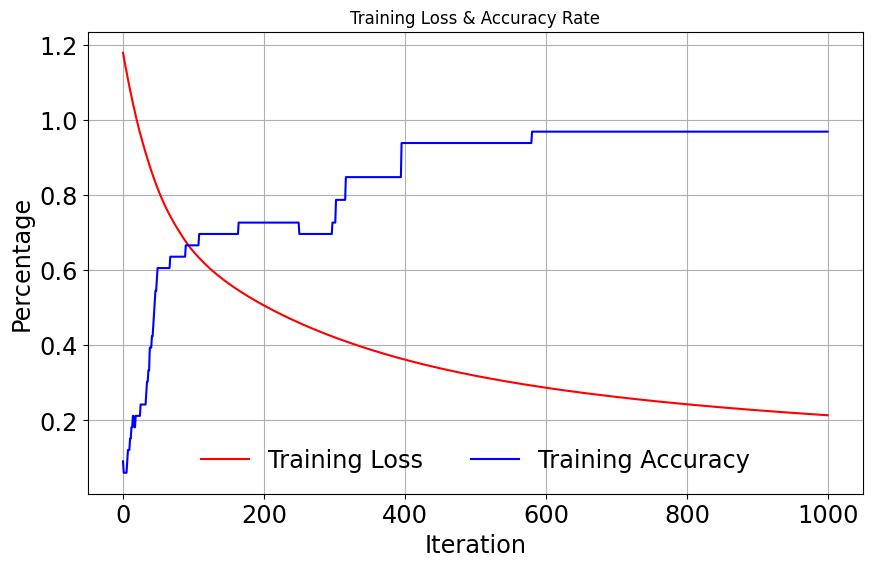 Training Loss & Accuracy Rate
1.2
1.0
0.8
0.6
0.4
0.2
Percentage
Training Loss
Training Accuracy
0 200 400 600 800 1000
Iteration